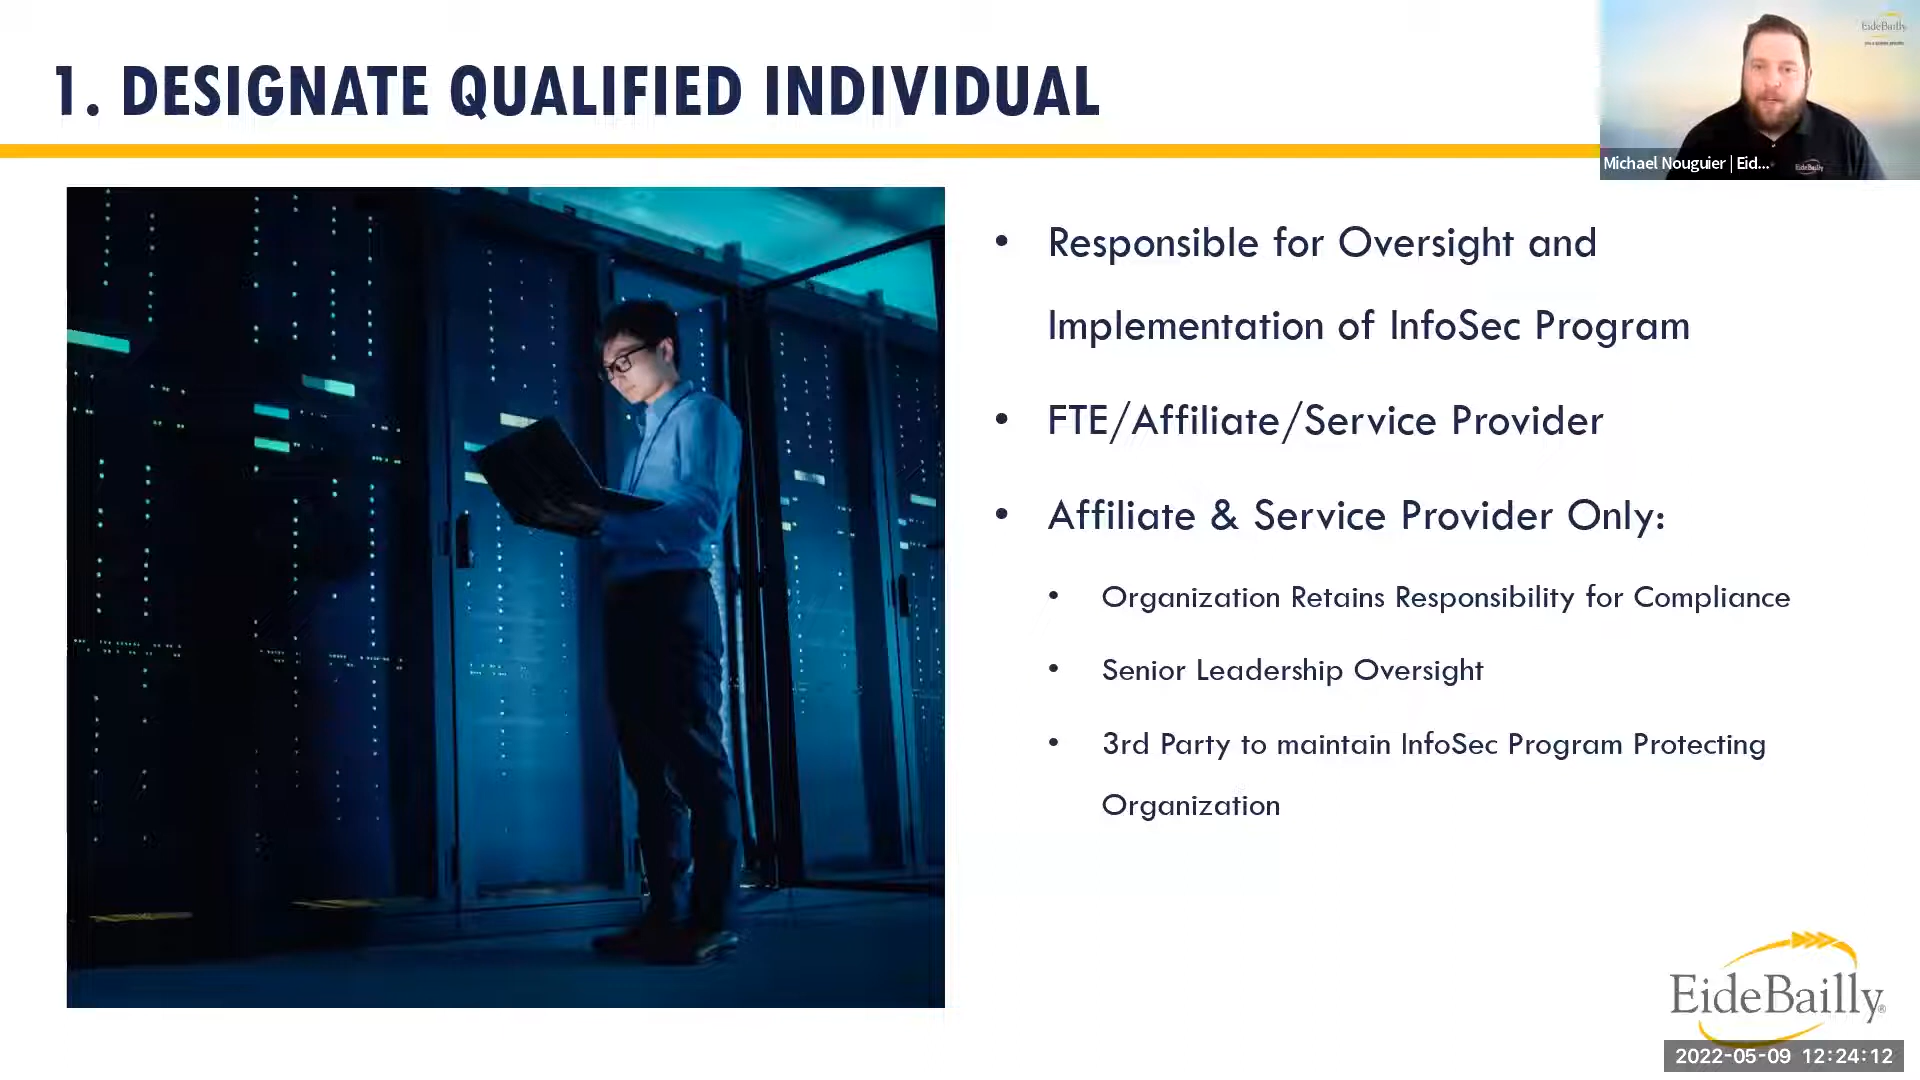 1. DESIGNATE QUALIFIED INDIVIDUAL
EideBailly
Michael Nouguier | Eid...
EideBailly
• Responsible for Oversight and
Implementation of InfoSec Program
• FTE/Affiliate/Service Provider
• Affiliate & Service Provider Only:
• Organization Retains Responsibility for Compliance
• Senior Leadership Oversight
• 3rd Party to maintain InfoSec Program Protecting
Organization
EideBailly®
2022-05-09 12:24:12